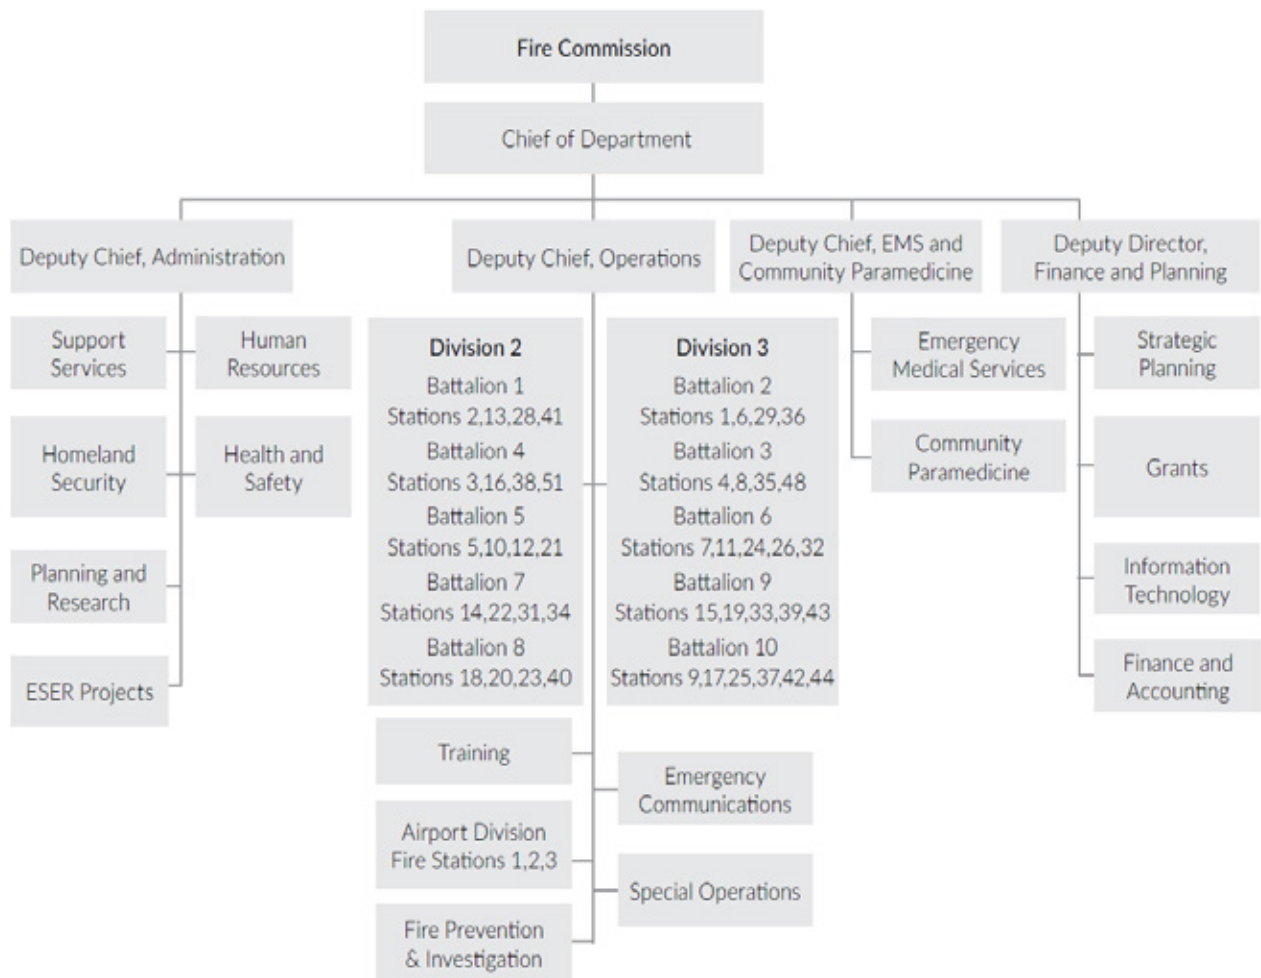 Fire Commission
Chief of Department
Deputy Chief, Administration
Deputy Chief, Operations
Deputy Chief, EMS and
Community Paramedicine
Deputy Director,
Finance and Planning
Support
Services
Human
Resources
Homeland
Security
Health and
Safety
Planning and
Research
ESER Projects
Division 2
Battalion 1
Stations 2,13,28,41
Battalion 4
Stations 3,16,38,51
Battalion 5
Stations 5,10,12,21
Battalion 7
Stations 14,22,31,34
Battalion 8
Stations 18,20,23,40
Division 3
Battalion 2
Stations 1,6,29,36
Battalion 3
Stations 4,8,35,48
Battalion 6
Stations 7,11,24,26,32
Battalion 9
Stations 15,19,33,39,43
Battalion 10
Stations 9,17,25,37,42,44
Training
Emergency
Communications
Airport Division
Fire Stations 1,2,3
Special Operations
Fire Prevention
& Investigation
Emergency
Medical Services
Community
Paramedicine
Strategic
Planning
Grants
Information
Technology
Finance and
Accounting